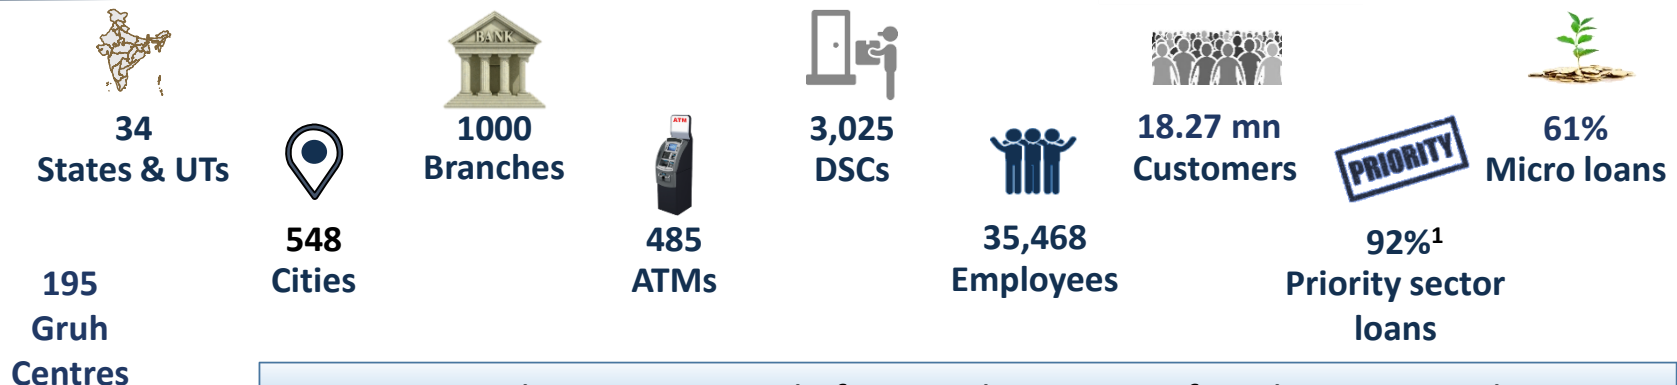 BANK
34
States & UTs
548
Cities
195
Gruh
Centres
1000
Branches
ATM
485
ATMs
3,025
DSCs
35,468
Employees
18.27 mn
Customers
PRIORITY
92%¹
Priority sector
loans
61%
Micro loans